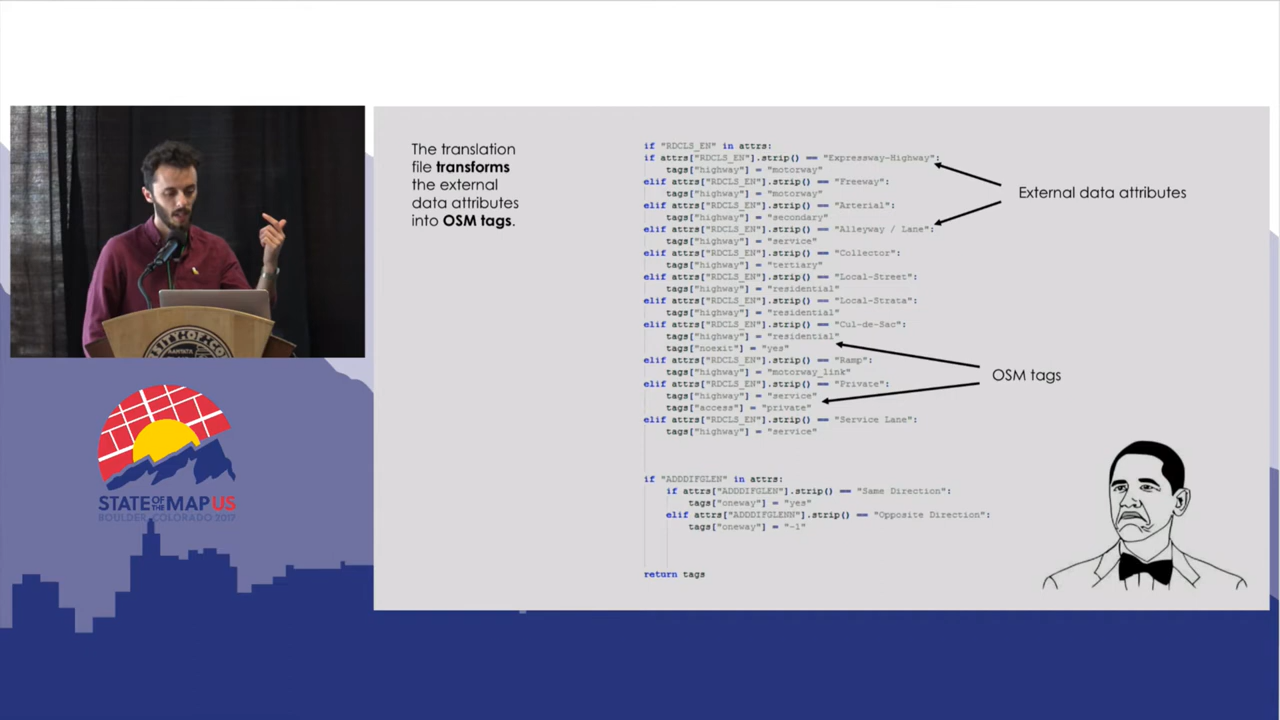 The translation
file transforms
the external
data attributes
into OSM tags.
if "RDCLS_EN" in attrs:
if attrs["RDCLS_EN"].strip() == "Expressway-Highway":
tags["highway"] = "motorway"
elif attrs["RDCLS_EN"].strip() == "Freeway":
tags["highway"] = "motorway"
elif attrs["RDCLS_EN"].strip() == "Arterial":
tags["highway"] = "secondary"
elif attrs["RDCLS_EN"].strip() == "Alleyway / Lane":
tags["highway"] = "service"
elif attrs["RDCLS_EN"].strip() == "Collector":
tags["highway"] = "tertiary"
elif attrs["RDCLS_EN"].strip() == "Local-Street":
tags["highway"] = "residential"
elif attrs["RDCLS_EN"].strip() == "Local-Strata":
tags["highway"] = "residential"
elif attrs["RDCLS_EN"].strip() == "Cul-de-Sac":
tags["highway"] = "residential"
tags["noexit"] = "yes"
elif attrs["RDCLS_EN"].strip() == "Ramp":
tags["highway"] = "motorway_link"
elif attrs["RDCLS_EN"].strip() == "Private":
tags["highway"] = "service"
tags["access"] = "private"
elif attrs["RDCLS_EN"].strip() == "Service Lane":
tags["highway"] = "service"
if "ADDDIFGLEN" in attrs:
if attrs["ADDDIFGLEN"].strip() == "Same Direction":
tags["oneway"] = "yes"
elif attrs["ADDDIFGLENN"].strip() == "Opposite Direction":
tags["oneway"] = "-1"
return tags
External data attributes
OSM tags
STATE OF THE MAP US
BOULDER, COLORADO 2017